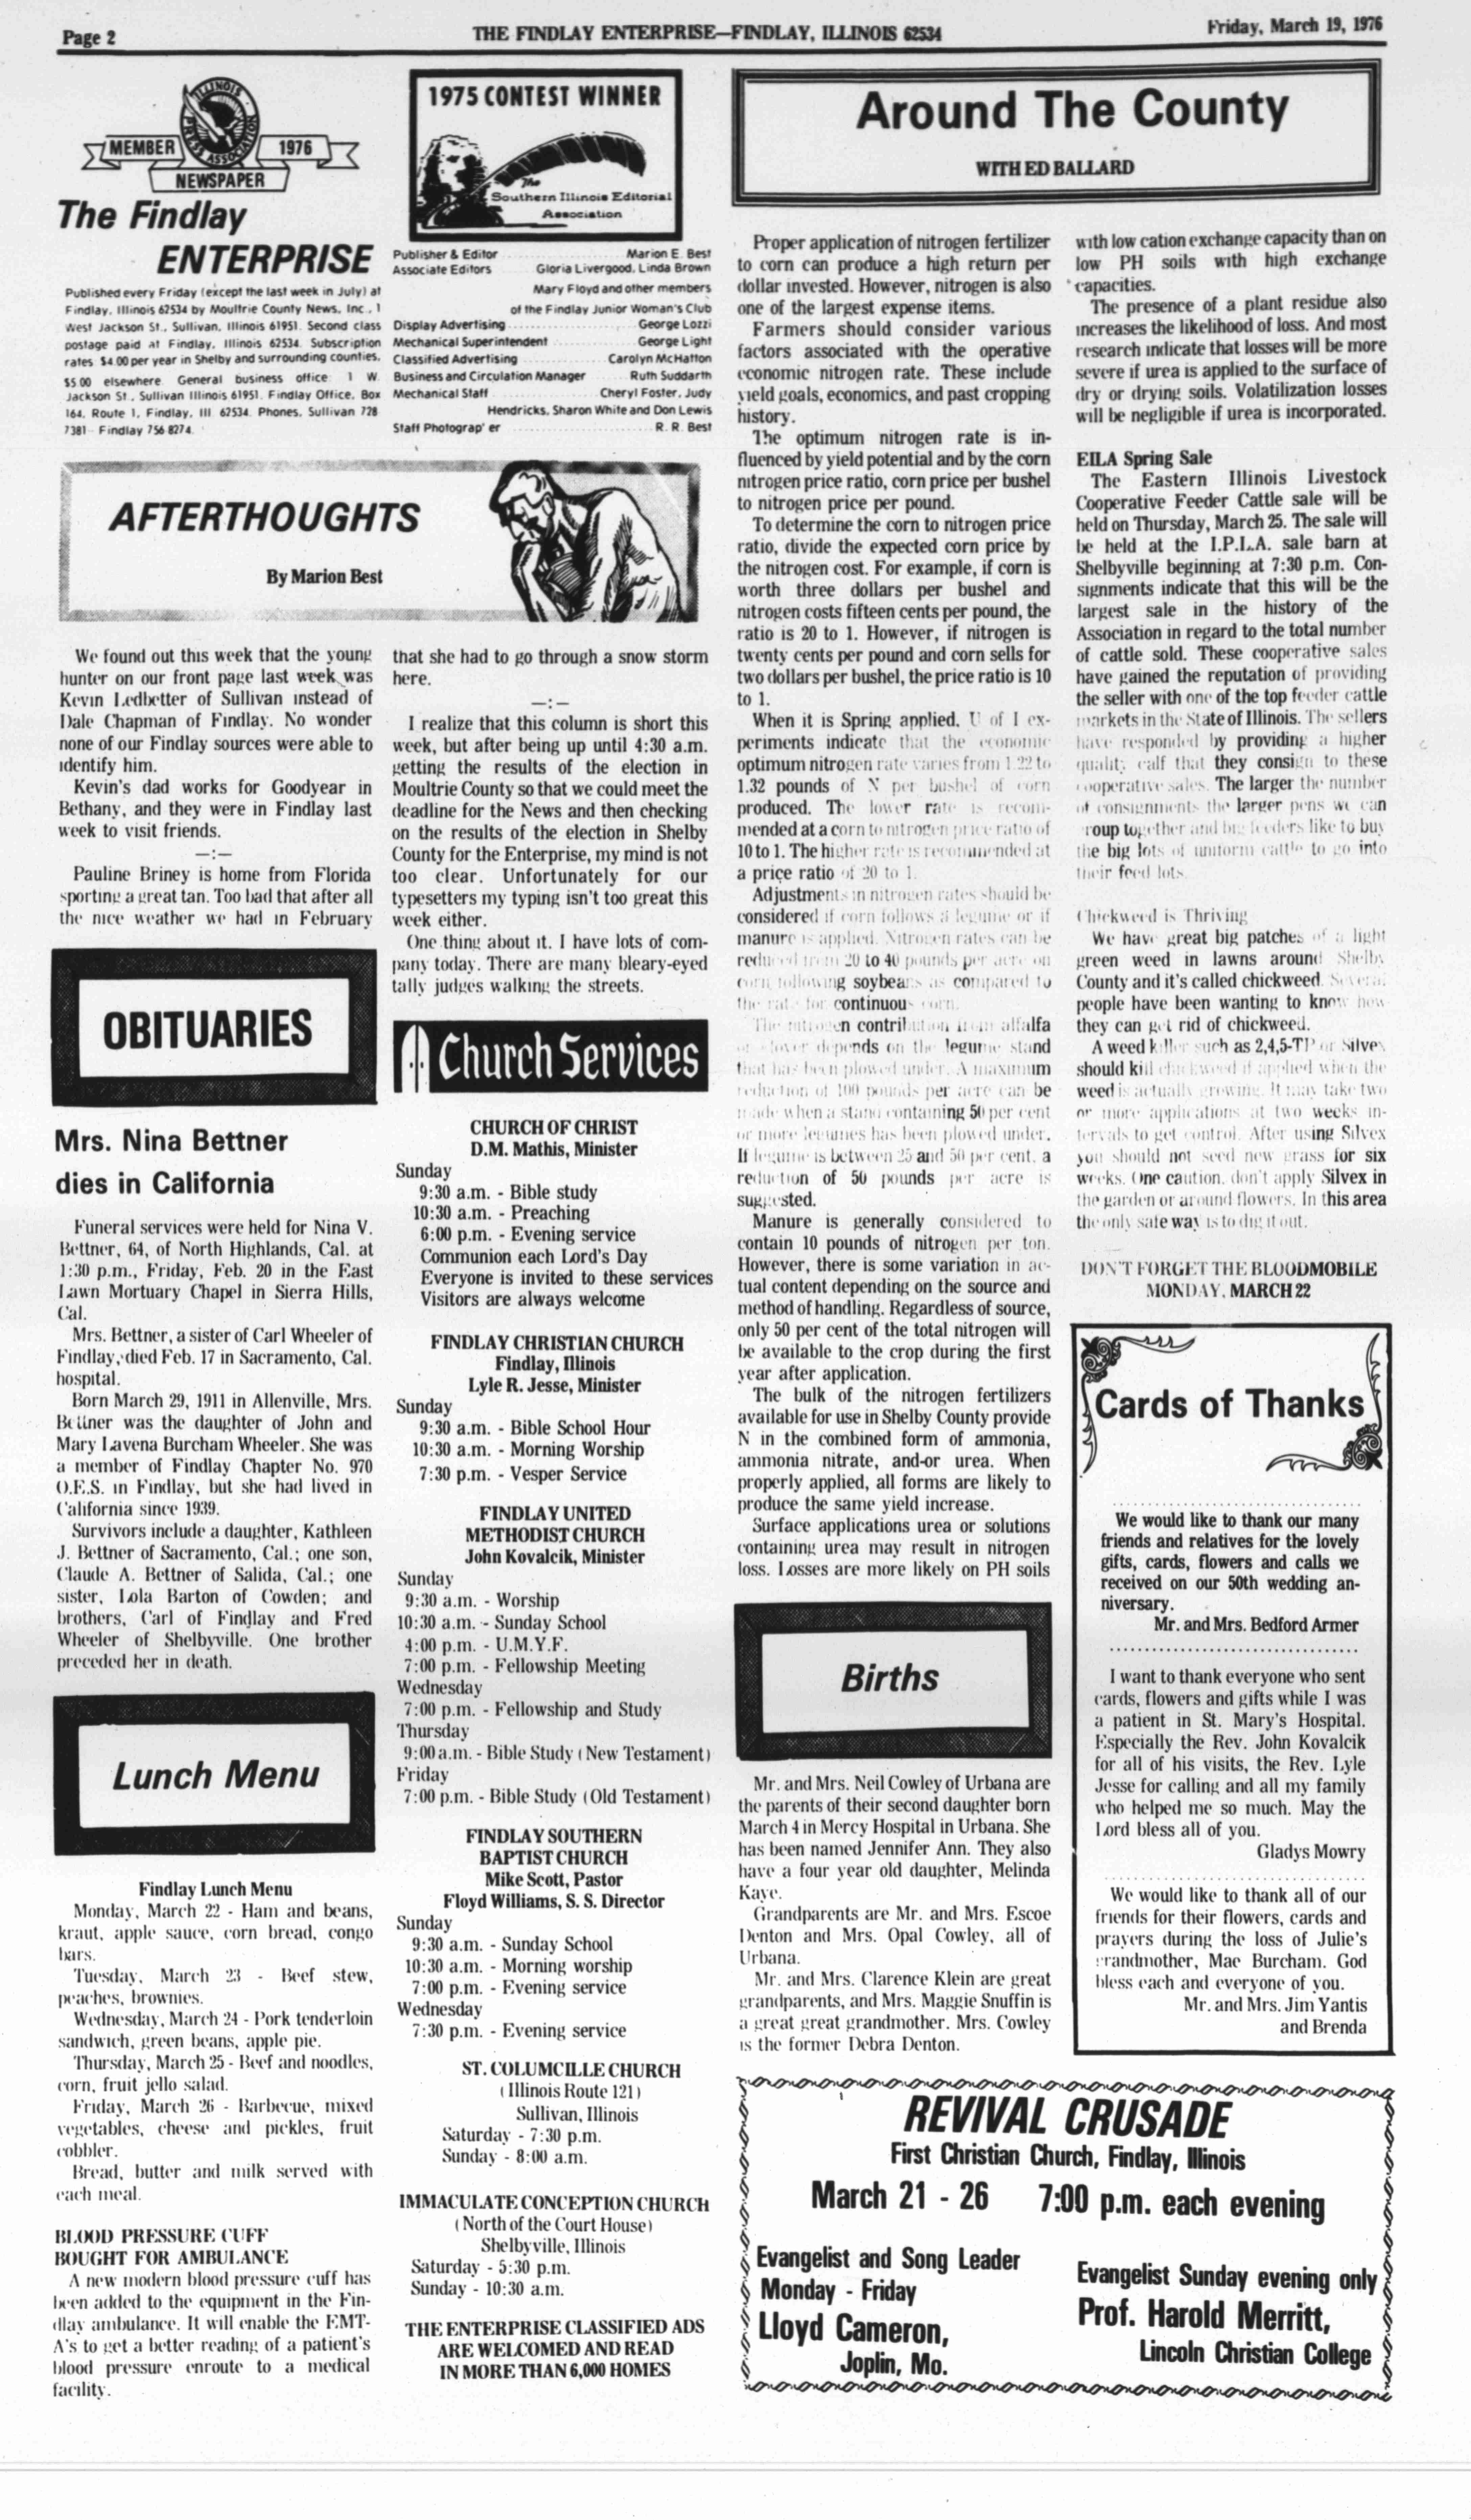 Page 2
THE FINDLAY ENTERPRISE—FINDLAY, ILLINOIS 62534
Friday, March 19, 1976
ILLINOIS
PRESS ASSOCIATION
MEMBER
1976
NEWSPAPER
The Findlay
ENTERPRISE
Published every Friday (except the last week in July) at
Findlay, Illinois 62534 by Moultrie County News, Inc., 1
West Jackson St., Sullivan, Illinois 61951. Second class
postage paid at Findlay, Illinois 62534. Subscription
rates $4.00 per year in Shelby and surrounding counties,
$5.00 elsewhere. General business office: 1 W.
Jackson St., Sullivan Illinois 61951. Findlay Office, Box
164, Route 1, Findlay, Ill. 62534. Phones, Sullivan 728
7381 - Findlay 756 8274.
1975 CONTEST WINNER
The
Southern Illinois Editorial
Association
Publisher & Editor Marion E. Best
Associate Editors Gloria Livergood, Linda Brown
Mary Floyd and other members
of the Findlay Junior Woman's Club
Display Advertising George Lozzi
Mechanical Superintendent George Light
Classified Advertising Carolyn McHatton
Business and Circulation Manager Ruth Suddarth
Mechanical Staff Cheryl Foster, Judy
Hendricks, Sharon White and Don Lewis
Staff Photograp'er R. R. Best
AFTERTHOUGHTS
By Marion Best
We found out this week that the young
hunter on our front page last week was
Kevin Ledbetter of Sullivan instead of
Dale Chapman of Findlay. No wonder
none of our Findlay sources were able to
identify him.
Kevin's dad works for Goodyear in
Bethany, and they were in Findlay last
week to visit friends.
—:—
Pauline Briney is home from Florida
sporting a great tan. Too bad that after all
the nice weather we had in February
that she had to go through a snow storm
here.
—:—
I realize that this column is short this
week, but after being up until 4:30 a.m.
getting the results of the election in
Moultrie County so that we could meet the
deadline for the News and then checking
on the results of the election in Shelby
County for the Enterprise, my mind is not
too clear. Unfortunately for our
typesetters my typing isn't too great this
week either.
One thing about it. I have lots of com-
pany today. There are many bleary-eyed
tally judges walking the streets.
OBITUARIES
Mrs. Nina Bettner
dies in California
Funeral services were held for Nina V.
Bettner, 64, of North Highlands, Cal. at
1:30 p.m., Friday, Feb. 20 in the East
Lawn Mortuary Chapel in Sierra Hills,
Cal.
Mrs. Bettner, a sister of Carl Wheeler of
Findlay, died Feb. 17 in Sacramento, Cal.
hospital.
Born March 29, 1911 in Allenville, Mrs.
Bettner was the daughter of John and
Mary Lavena Burcham Wheeler. She was
a member of Findlay Chapter No. 970
O.E.S. in Findlay, but she had lived in
California since 1939.
Survivors include a daughter, Kathleen
J. Bettner of Sacramento, Cal.; one son,
Claude A. Bettner of Salida, Cal.; one
sister, Lola Barton of Cowden; and
brothers, Carl of Findlay and Fred
Wheeler of Shelbyville. One brother
preceded her in death.
Lunch Menu
Findlay Lunch Menu
Monday, March 22 - Ham and beans,
kraut, apple sauce, corn bread, congo
bars.
Tuesday, March 23 - Beef stew,
peaches, brownies.
Wednesday, March 24 - Pork tenderloin
sandwich, green beans, apple pie.
Thursday, March 25 - Beef and noodles,
corn, fruit jello salad.
Friday, March 26 - Barbecue, mixed
vegetables, cheese and pickles, fruit
cobbler.
Bread, butter and milk served with
each meal.
BLOOD PRESSURE CUFF
BOUGHT FOR AMBULANCE
A new modern blood pressure cuff has
been added to the equipment in the Fin-
dlay ambulance. It will enable the EMT-
A's to get a better reading of a patient's
blood pressure enroute to a medical
facility.
Church Services
CHURCH OF CHRIST
D.M. Mathis, Minister
Sunday
9:30 a.m. - Bible study
10:30 a.m. - Preaching
6:00 p.m. - Evening service
Communion each Lord's Day
Everyone is invited to these services
Visitors are always welcome
FINDLAY CHRISTIAN CHURCH
Findlay, Illinois
Lyle R. Jesse, Minister
Sunday
9:30 a.m. - Bible School Hour
10:30 a.m. - Morning Worship
7:30 p.m. - Vesper Service
FINDLAY UNITED
METHODIST CHURCH
John Kovalcik, Minister
Sunday
9:30 a.m. - Worship
10:30 a.m. - Sunday School
4:00 p.m. - U.M.Y.F.
7:00 p.m. - Fellowship Meeting
Wednesday
7:00 p.m. - Fellowship and Study
Thursday
9:00 a.m. - Bible Study (New Testament)
Friday
7:00 p.m. - Bible Study (Old Testament)
FINDLAY SOUTHERN
BAPTIST CHURCH
Mike Scott, Pastor
Floyd Williams, S. S. Director
Sunday
9:30 a.m. - Sunday School
10:30 a.m. - Morning worship
7:00 p.m. - Evening service
Wednesday
7:30 p.m. - Evening service
ST. COLUMCILLE CHURCH
(Illinois Route 121)
Sullivan, Illinois
Saturday - 7:30 p.m.
Sunday - 8:00 a.m.
IMMACULATE CONCEPTION CHURCH
(North of the Court House)
Shelbyville, Illinois
Saturday - 5:30 p.m.
Sunday - 10:30 a.m.
THE ENTERPRISE CLASSIFIED ADS
ARE WELCOMED AND READ
IN MORE THAN 6,000 HOMES
Around The County
WITH ED BALLARD
Proper application of nitrogen fertilizer
to corn can produce a high return per
dollar invested. However, nitrogen is also
one of the largest expense items.
Farmers should consider various
factors associated with the operative
economic nitrogen rate. These include
yield goals, economics, and past cropping
history.
The optimum nitrogen rate is in-
fluenced by yield potential and by the corn
nitrogen price ratio, corn price per bushel
to nitrogen price per pound.
To determine the corn to nitrogen price
ratio, divide the expected corn price by
the nitrogen cost. For example, if corn is
worth three dollars per bushel and
nitrogen costs fifteen cents per pound, the
ratio is 20 to 1. However, if nitrogen is
twenty cents per pound and corn sells for
two dollars per bushel, the price ratio is 10
to 1.
When it is Spring applied, U of I ex-
periments indicate that the economic
optimum nitrogen rate varies from 1.22 to
1.32 pounds of N per bushel of corn
produced. The lower rate is recom-
mended at a corn to nitrogen price ratio of
10 to 1. The higher rate is recommended at
a price ratio of 20 to 1.
Adjustments in nitrogen rates should be
considered if corn follows a legume or if
manure is applied. Nitrogen rates can be
reduced from 20 to 40 pounds per acre on
corn following soybeans as compared to
the rate for continuous corn.
The nitrogen contribution from alfalfa
or clover depends on the legume stand
that has been plowed under. A maximum
reduction of 100 pounds per acre can be
made when a stand containing 50 per cent
or more legumes has been plowed under.
If legume is between 25 and 50 per cent, a
reduction of 50 pounds per acre is
suggested.
Manure is generally considered to
contain 10 pounds of nitrogen per ton.
However, there is some variation in ac-
tual content depending on the source and
method of handling. Regardless of source,
only 50 per cent of the total nitrogen will
be available to the crop during the first
year after application.
The bulk of the nitrogen fertilizers
available for use in Shelby County provide
N in the combined form of ammonia,
ammonia nitrate, and-or urea. When
properly applied, all forms are likely to
produce the same yield increase.
Surface applications urea or solutions
containing urea may result in nitrogen
loss. Losses are more likely on PH soils
with low cation exchange capacity than on
low PH soils with high exchange
capacities.
The presence of a plant residue also
increases the likelihood of loss. And most
research indicate that losses will be more
severe if urea is applied to the surface of
dry or drying soils. Volatilization losses
will be negligible if urea is incorporated.
EILA Spring Sale
The Eastern Illinois Livestock
Cooperative Feeder Cattle sale will be
held on Thursday, March 25. The sale will
be held at the I.P.L.A. sale barn at
Shelbyville beginning at 7:30 p.m. Con-
signments indicate that this will be the
largest sale in the history of the
Association in regard to the total number
of cattle sold. These cooperative sales
have gained the reputation of providing
the seller with one of the top feeder cattle
markets in the State of Illinois. The sellers
have responded by providing a higher
quality calf that they consign to these
cooperative sales. The larger the number
of consignments the larger pens we can
group together and big feeders like to buy
the big lots of uniform cattle to go into
their feed lots.
Chickweed is Thriving
We have great big patches of a light
green weed in lawns around Shelby
County and it's called chickweed. Several
people have been wanting to know how
they can get rid of chickweed.
A weed killer such as 2,4,5-TP or Silvex
should kill chickweed if applied when the
weed is actually growing. It may take two
or more applications at two weeks in-
tervals to get control. After using Silvex
you should not seed new grass for six
weeks. One caution, don't apply Silvex in
the garden or around flowers. In this area
the only safe way is to dig it out.
DON'T FORGET THE BLOODMOBILE
MONDAY, MARCH 22
Births
Mr. and Mrs. Neil Cowley of Urbana are
the parents of their second daughter born
March 4 in Mercy Hospital in Urbana. She
has been named Jennifer Ann. They also
have a four year old daughter, Melinda
Kaye.
Grandparents are Mr. and Mrs. Escoe
Denton and Mrs. Opal Cowley, all of
Urbana.
Mr. and Mrs. Clarence Klein are great
grandparents, and Mrs. Maggie Snuffin is
a great great grandmother. Mrs. Cowley
is the former Debra Denton.
Cards of Thanks
We would like to thank our many
friends and relatives for the lovely
gifts, cards, flowers and calls we
received on our 50th wedding an-
niversary.
Mr. and Mrs. Bedford Armer
I want to thank everyone who sent
cards, flowers and gifts while I was
a patient in St. Mary's Hospital.
Especially the Rev. John Kovalcik
for all of his visits, the Rev. Lyle
Jesse for calling and all my family
who helped me so much. May the
Lord bless all of you.
Gladys Mowry
We would like to thank all of our
friends for their flowers, cards and
prayers during the loss of Julie's
grandmother, Mae Burcham. God
bless each and everyone of you.
Mr. and Mrs. Jim Yantis
and Brenda
REVIVAL CRUSADE
First Christian Church, Findlay, Illinois
March 21 - 26 7:00 p.m. each evening
Evangelist and Song Leader
Monday - Friday
Lloyd Cameron,
Joplin, Mo.
Evangelist Sunday evening only
Prof. Harold Merritt,
Lincoln Christian College